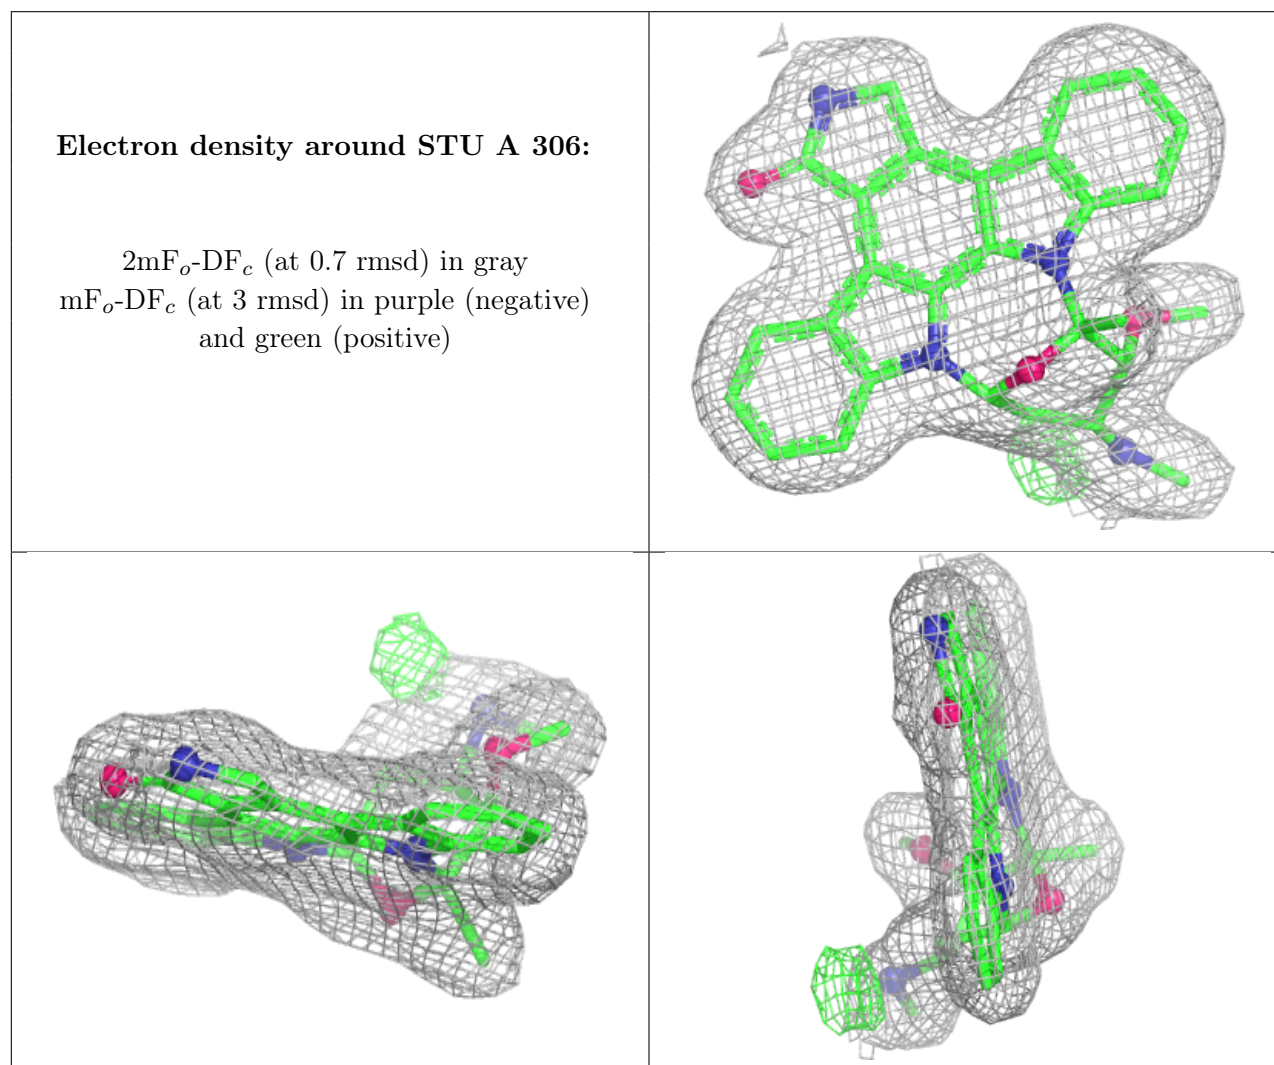 Electron density around STU A 306:
2mFₒ-DF𝒸 (at 0.7 rmsd) in gray
mFₒ-DF𝒸 (at 3 rmsd) in purple (negative)
and green (positive)